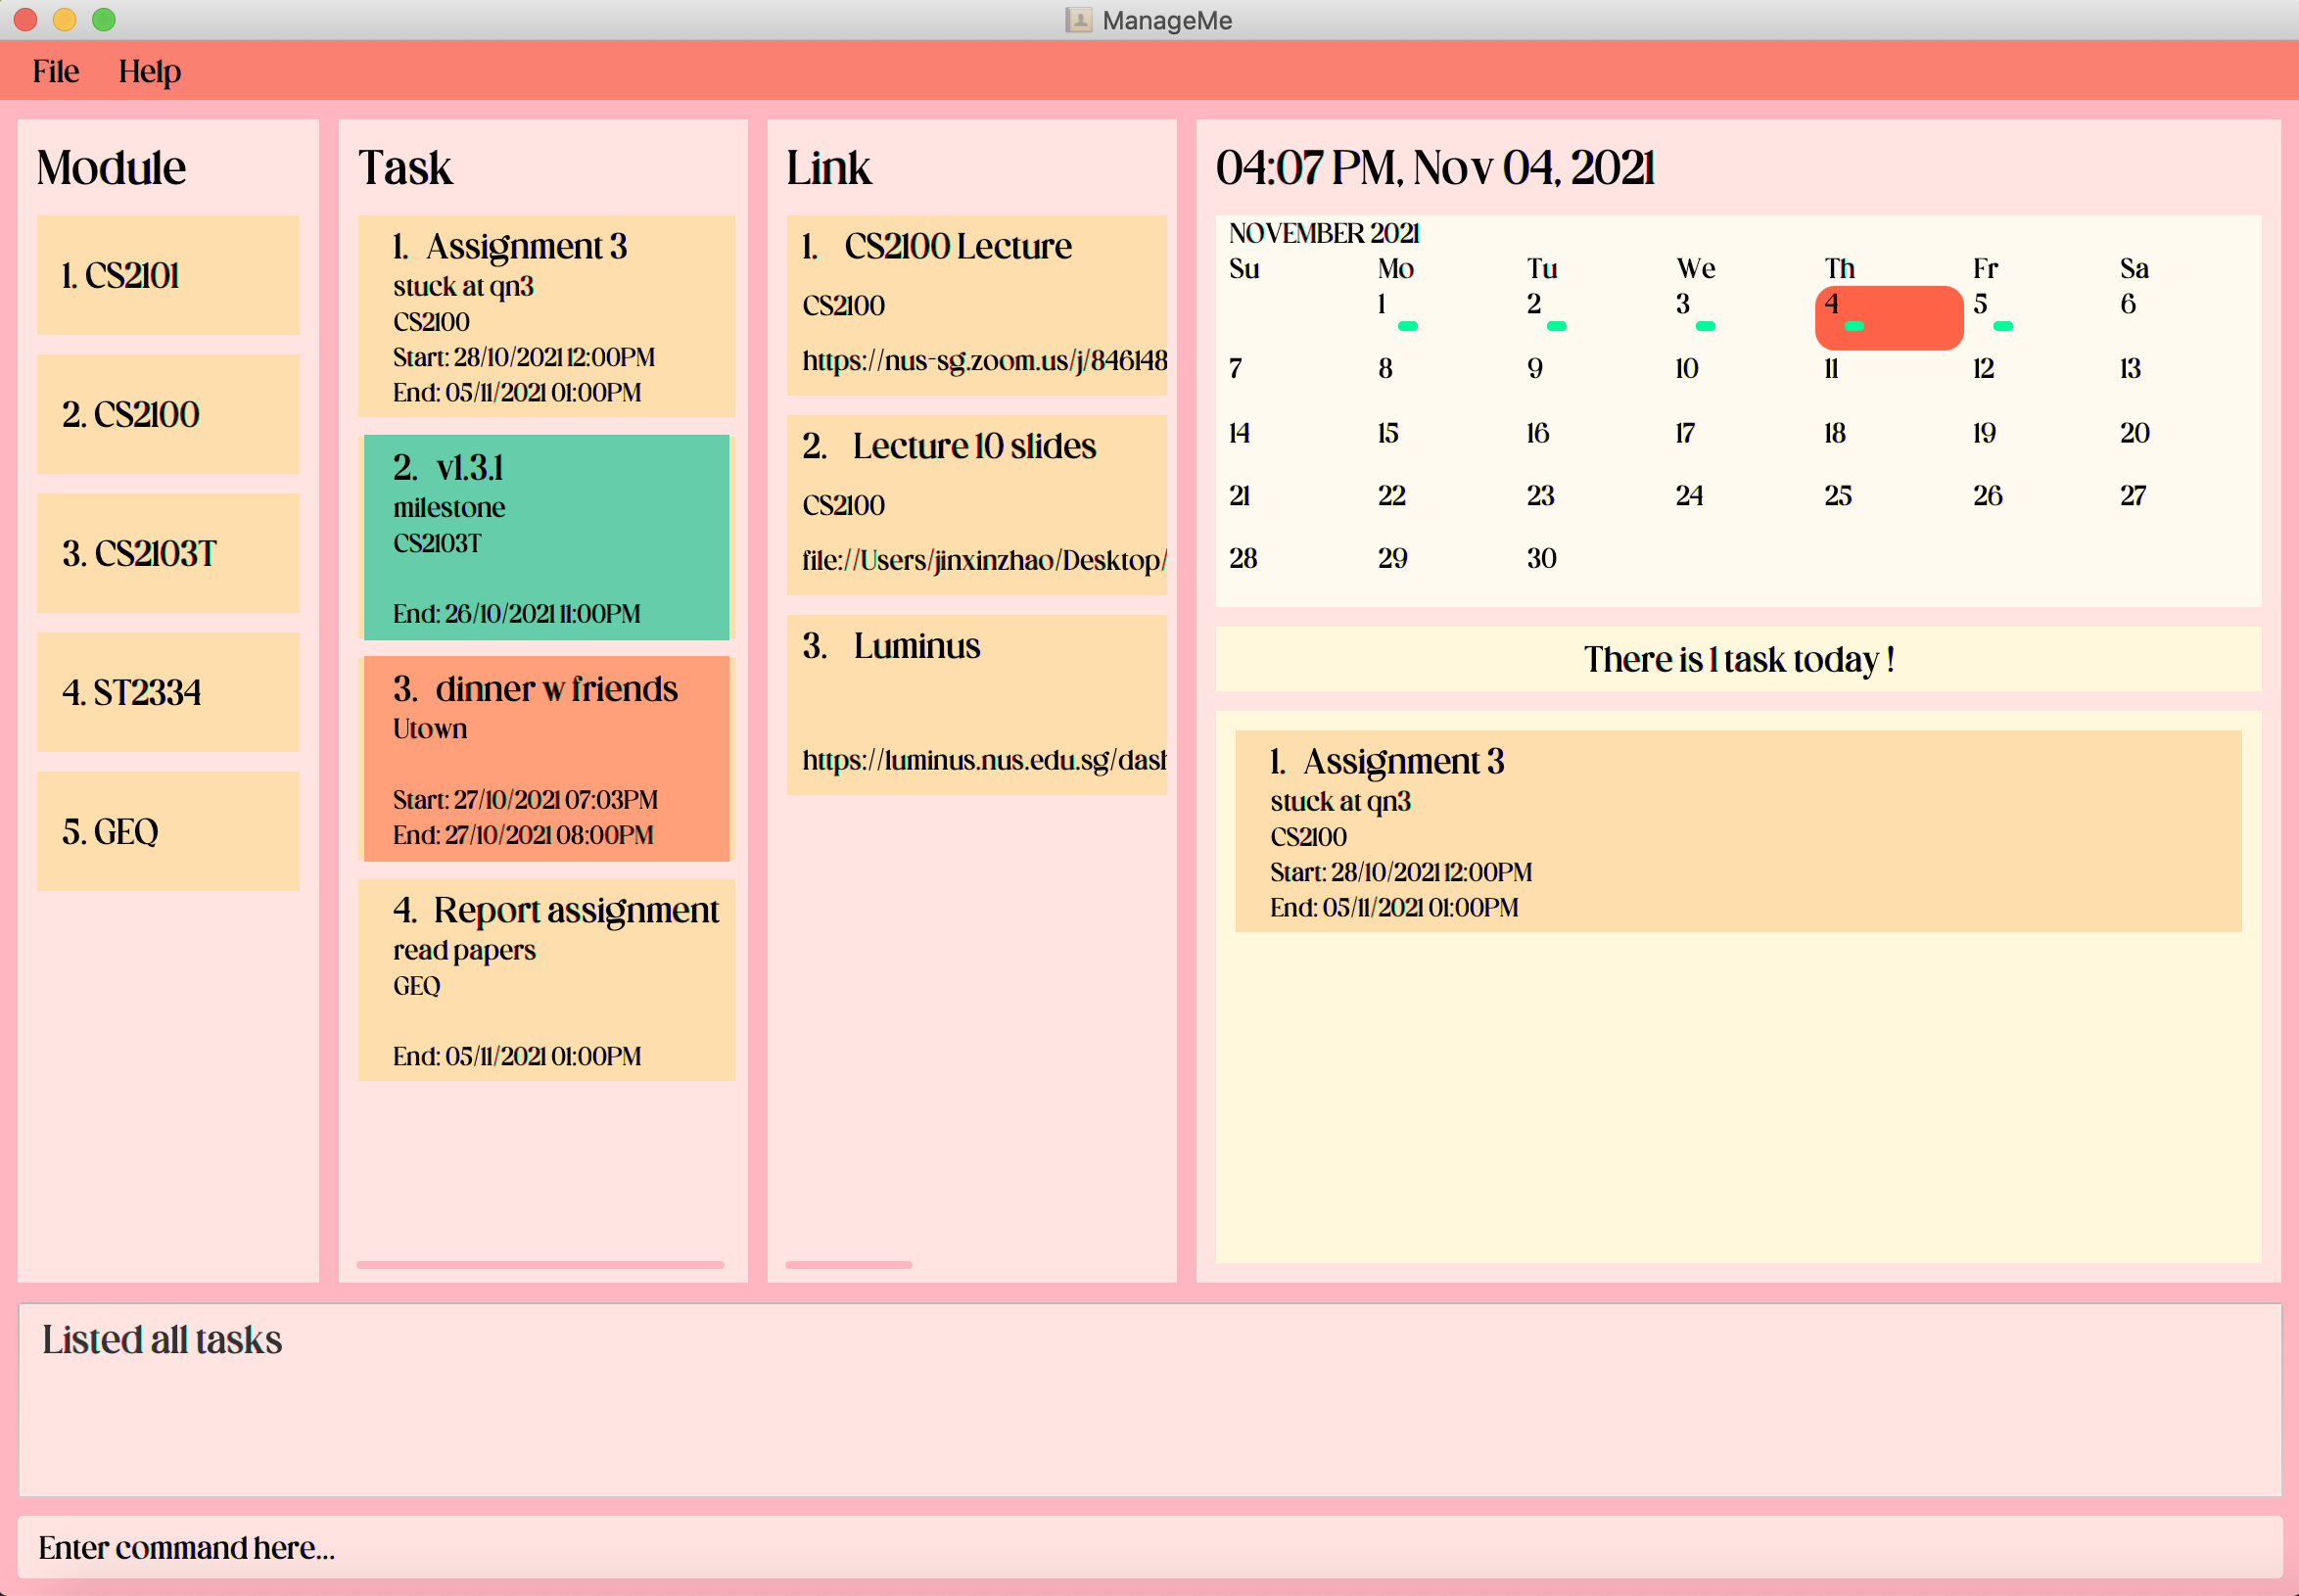 ManageMe
File Help
Module
1. CS2101
2. CS2100
3. CS2103T
4. ST2334
5. GEQ
Task
1. Assignment 3
stuck at qn3
CS2100
Start: 28/10/2021 12:00PM
End: 05/11/2021 01:00PM
2. v1.3.1
milestone
CS2103T
End: 26/10/2021 11:00PM
3. dinner w friends
Utown
Start: 27/10/2021 07:03PM
End: 27/10/2021 08:00PM
4. Report assignment
read papers
GEQ
End: 05/11/2021 01:00PM
Link
1. CS2100 Lecture
CS2100
https://nus-sg.zoom.us/j/846148
2. Lecture 10 slides
CS2100
file://Users/jinxinzhao/Desktop/
3. Luminus
https://luminus.nus.edu.sg/dash
04:07 PM, Nov 04, 2021
NOVEMBER 2021
Su Mo Tu We Th Fr Sa
1 2 3 4 5 6
7 8 9 10 11 12 13
14 15 16 17 18 19 20
21 22 23 24 25 26 27
28 29 30
There is 1 task today !
1. Assignment 3
stuck at qn3
CS2100
Start: 28/10/2021 12:00PM
End: 05/11/2021 01:00PM
Listed all tasks
Enter command here...